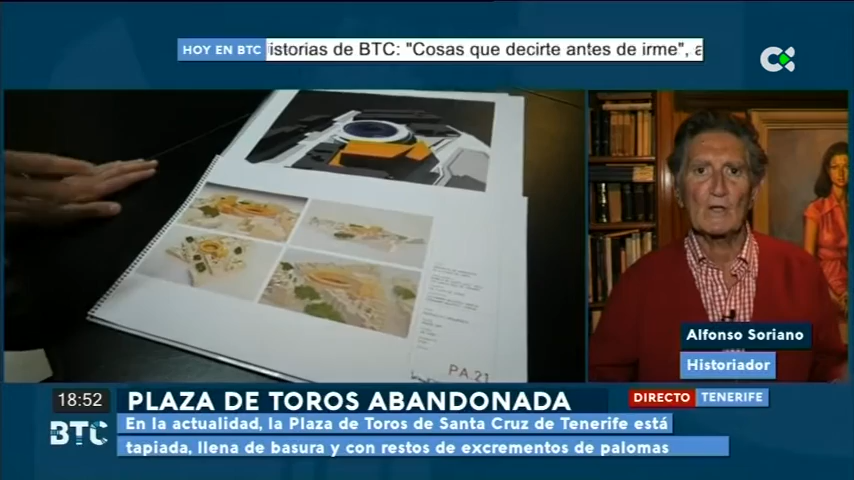 HOY EN BTC
istorias de BTC: "Cosas que decirte antes de irme", a
PA.21
Alfonso Soriano
Historiador
18:52
PLAZA DE TOROS ABANDONADA
DIRECTO TENERIFE
BTC
En la actualidad, la Plaza de Toros de Santa Cruz de Tenerife está
tapiada, llena de basura y con restos de excrementos de palomas